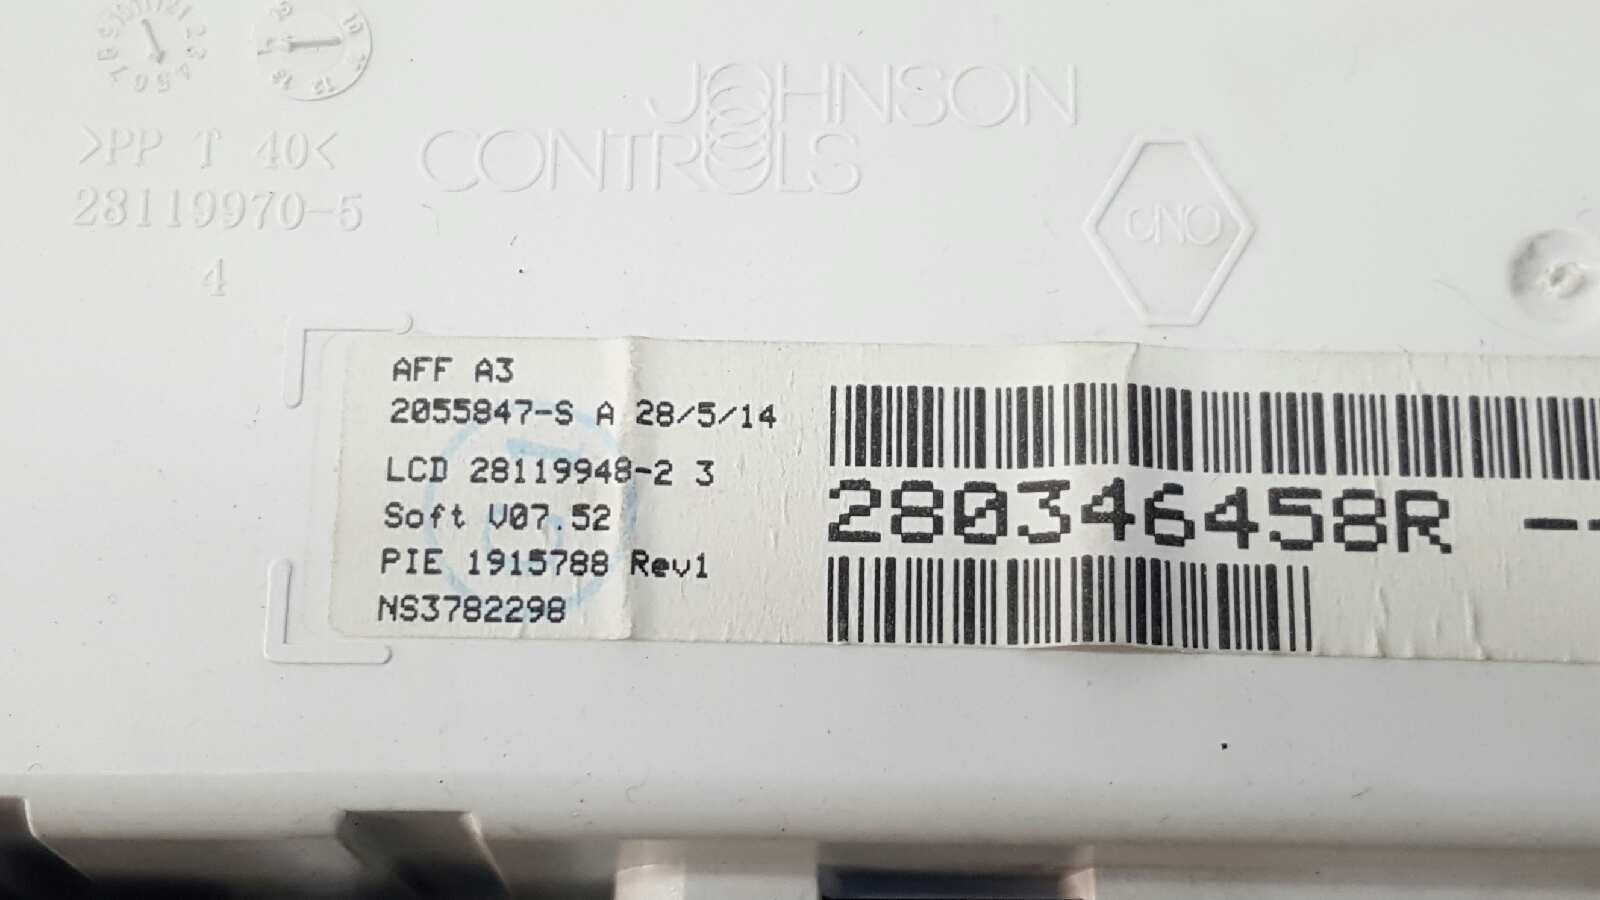 JOHNSON
CONTROLS
>PP T 40<
28119970-5
4
CNO
AFF A3
2055847-S A 28/5/14
LCD 28119948-2 3
Soft V07.52
PIE 1915788 Rev1
NS3782298
280346458R --